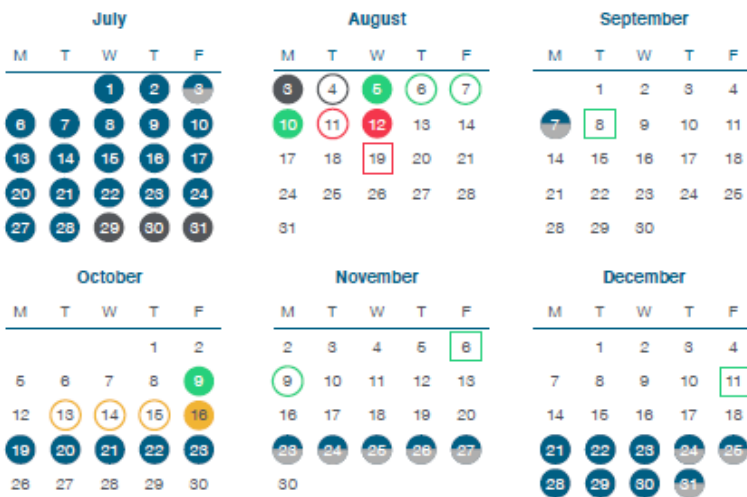 July August September
M T W T F M T W T F M T W T F
1 2 3 3 4 5 6 7 1 2 3 4
6 7 8 9 10 10 11 12 13 14 7 8 9 10 11
13 14 15 16 17 17 18 19 20 21 14 15 16 17 18
20 21 22 23 24 24 25 26 27 28 21 22 23 24 25
27 28 29 30 31 31 28 29 30
October November December
M T W T F M T W T F M T W T F
1 2 2 3 4 5 6 1 2 3 4
5 6 7 8 9 9 10 11 12 13 7 8 9 10 11
12 13 14 15 16 16 17 18 19 20 14 15 16 17 18
19 20 21 22 23 23 24 25 26 27 21 22 23 24 25
26 27 28 29 30 30 28 29 30 31